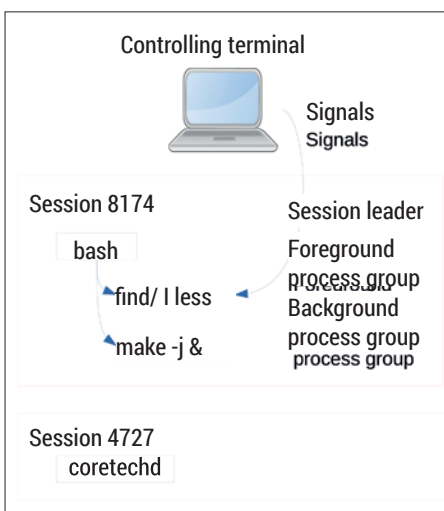 Controlling terminal
Signals
Signals
Session 8174
Session leader
bash
Foreground
process group
find/ I less
Background
make -j &
process group
process group
Session 4727
coretechd